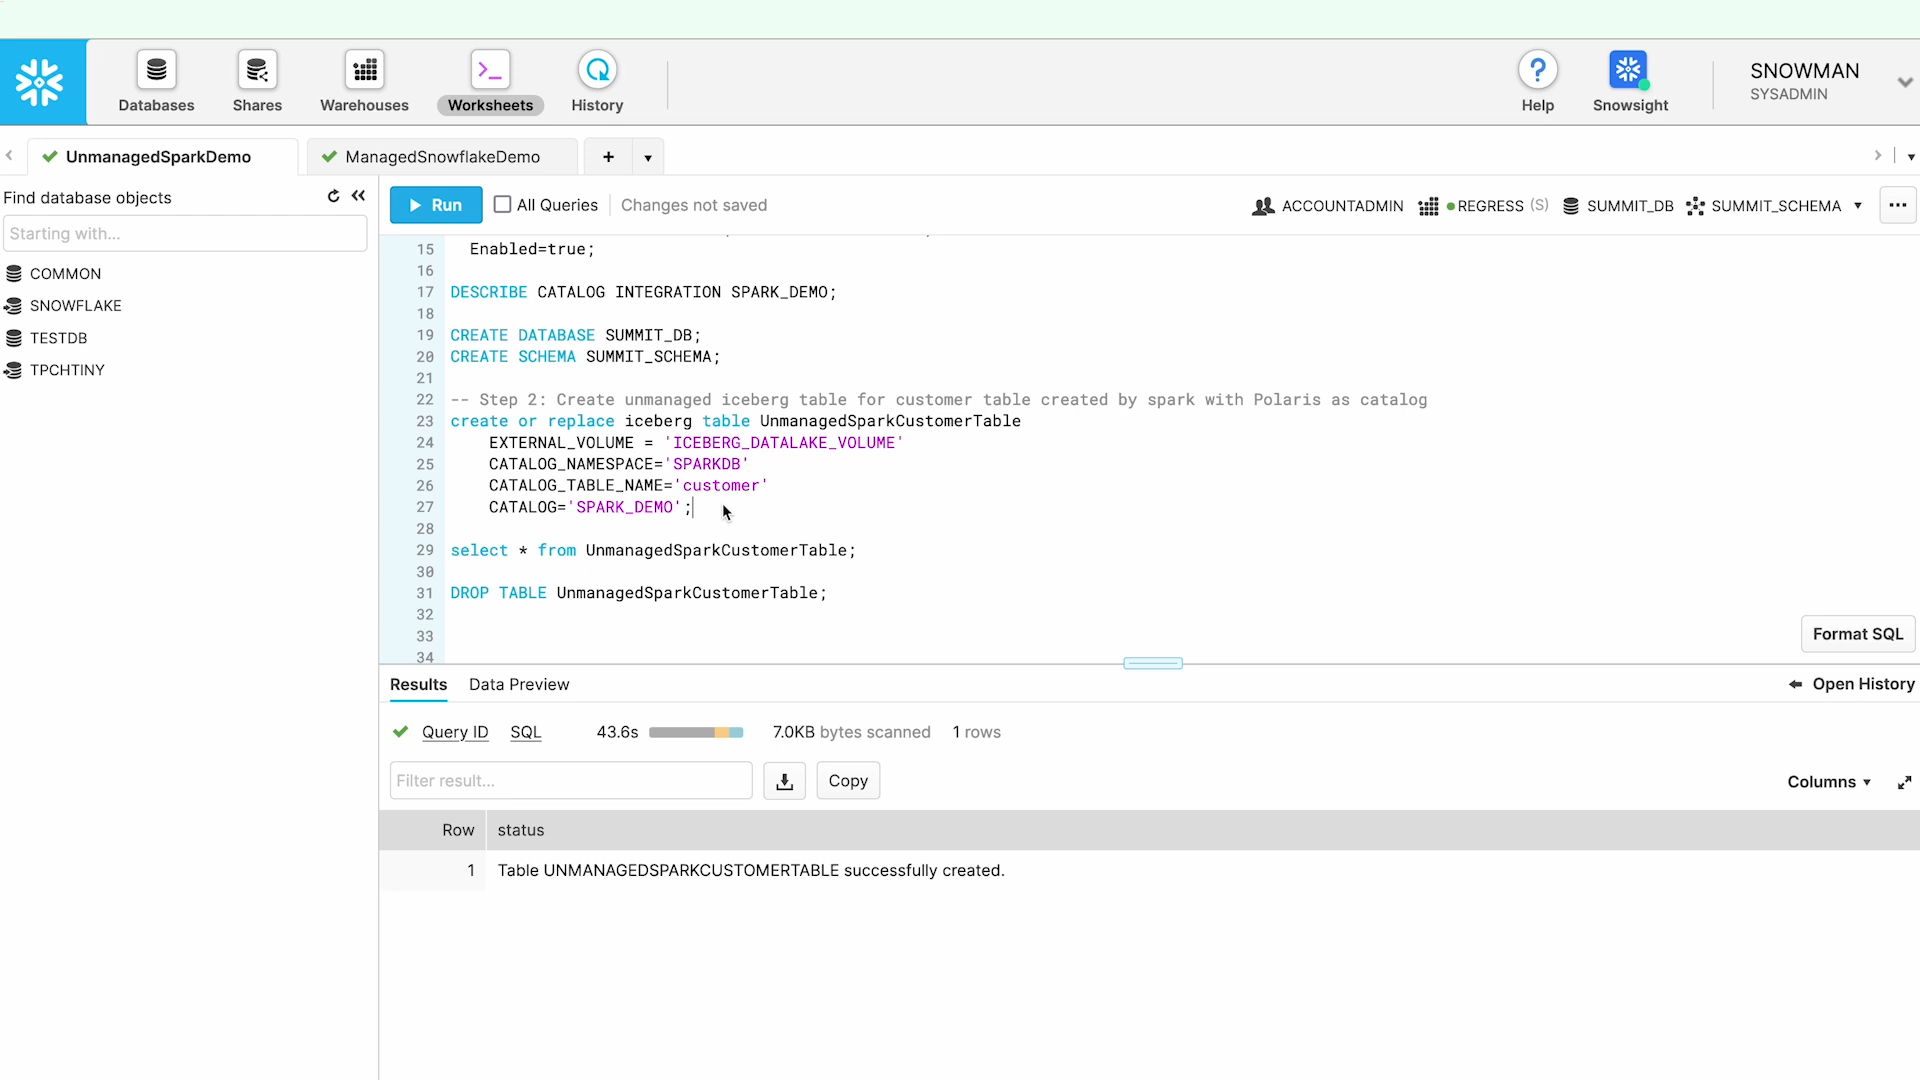 Databases
Shares
Warehouses
Worksheets
History
?
Help
Snowsight
SNOWMAN
SYSADMIN
UnmanagedSparkDemo
ManagedSnowflakeDemo
+
Find database objects
Starting with...
COMMON
SNOWFLAKE
TESTDB
TPCHTINY
Run
All Queries
Changes not saved
ACCOUNTADMIN
REGRESS (S)
SUMMIT_DB
SUMMIT_SCHEMA
...
15 Enabled=true;
16
17 DESCRIBE CATALOG INTEGRATION SPARK_DEMO;
18
19 CREATE DATABASE SUMMIT_DB;
20 CREATE SCHEMA SUMMIT_SCHEMA;
21
22 -- Step 2: Create unmanaged iceberg table for customer table created by spark with Polaris as catalog
23 create or replace iceberg table UnmanagedSparkCustomerTable
24 EXTERNAL_VOLUME = 'ICEBERG_DATALAKE_VOLUME'
25 CATALOG_NAMESPACE='SPARKDB'
26 CATALOG_TABLE_NAME='customer'
27 CATALOG='SPARK_DEMO';
28
29 select * from UnmanagedSparkCustomerTable;
30
31 DROP TABLE UnmanagedSparkCustomerTable;
32
33
34
Format SQL
Results
Data Preview
Open History
Query ID
SQL
43.6s
7.0KB bytes scanned
1 rows
Filter result...
Copy
Columns
Row status
1 Table UNMANAGEDSPARKCUSTOMERTABLE successfully created.